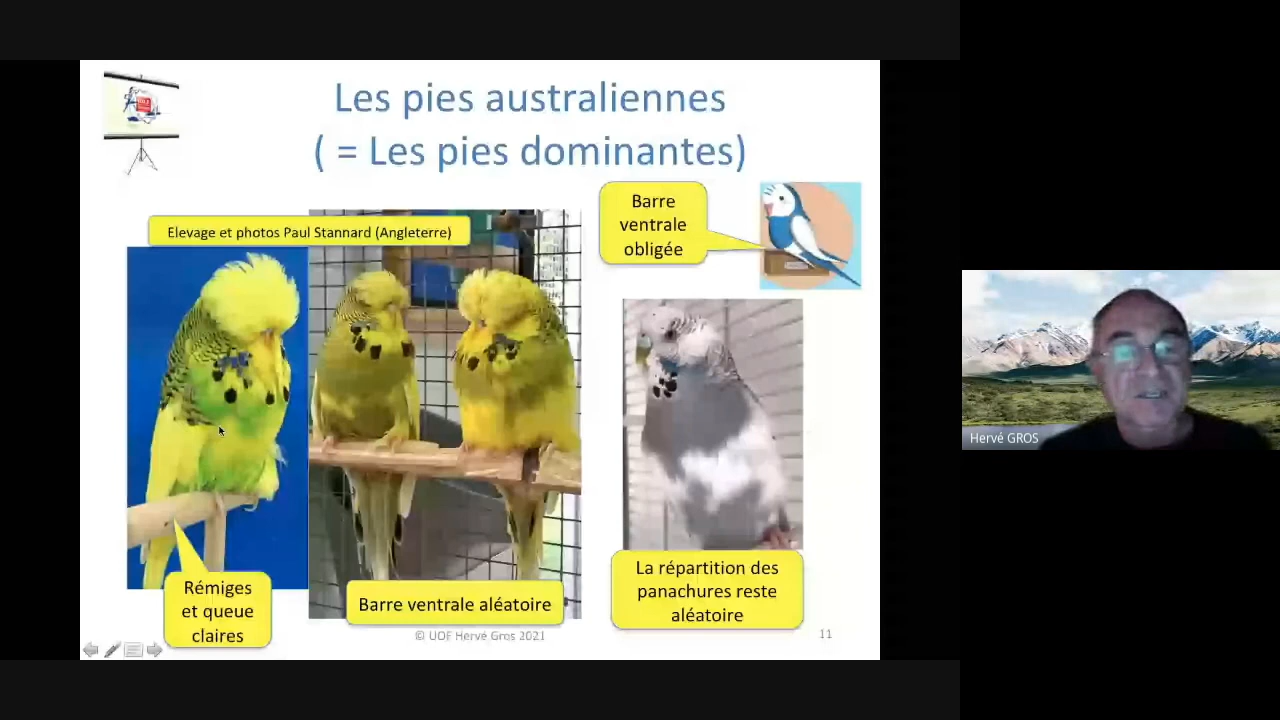 Les pies australiennes
( = Les pies dominantes)
Elevage et photos Paul Stannard (Angleterre)
Barre
ventrale
obligée
Rémiges
et queue
claires
Barre ventrale aléatoire
La répartition des
panachures reste
aléatoire
© UOF Hervé Gros 2021
11
Hervé GROS